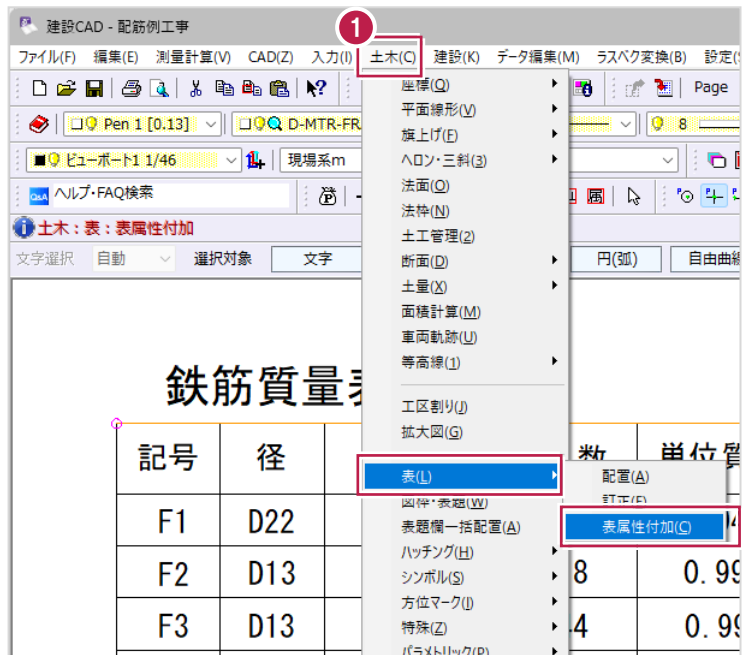 建設CAD - 配筋例工事
1
ファイル(F) 編集(E) 測量計算(V) CAD(Z) 入力(I) 土木(C) 建設(K) データ編集(M) ラスベク変換(B) 設定(
Page
Pen 1 [0.13] D-MTR-FR 8
ビューポート1 1/46 現場系m
ヘルプ・FAQ検索
土木：表：表属性付加
文字選択 自動 選択対象 文字 円(弧) 自由曲線
座標(Q)
平面線形(V)
旗上げ(F)
ヘロン・三斜(3)
法面(O)
法枠(N)
土工管理(2)
断面(D)
土量(X)
面積計算(M)
車両軌跡(U)
等高線(1)
工区割り(J)
拡大図(G)
表(L)
図枠・表題(W)
表題欄一括配置(A)
ハッチング(H)
シンボル(S)
方位マーク(I)
特殊(Z)
パラメトリック(P)
配置(A)
訂正(E)
表属性付加(C)
鉄筋質量表
記号 径 数 単位質
F1 D22
F2 D13 8 0.99
F3 D13 4 0.99